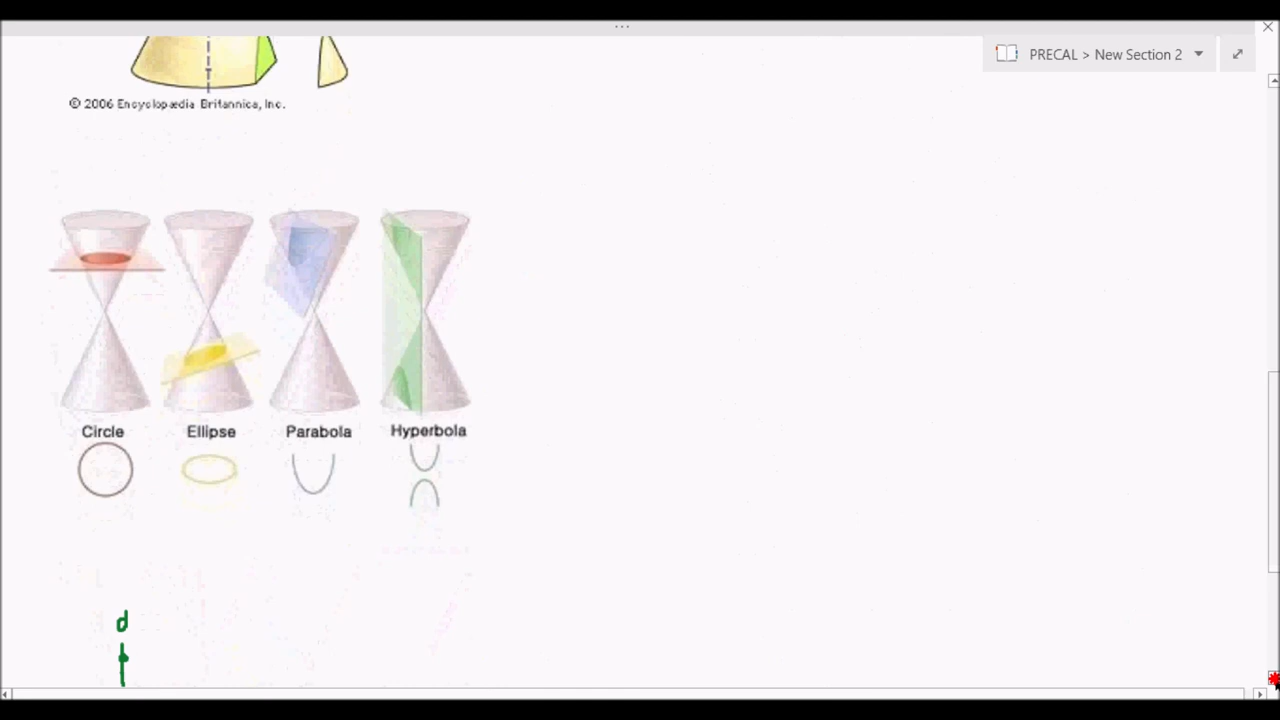 PRECAL > New Section 2
© 2006 Encyclopædia Britannica, Inc.
Circle Ellipse Parabola Hyperbola
d